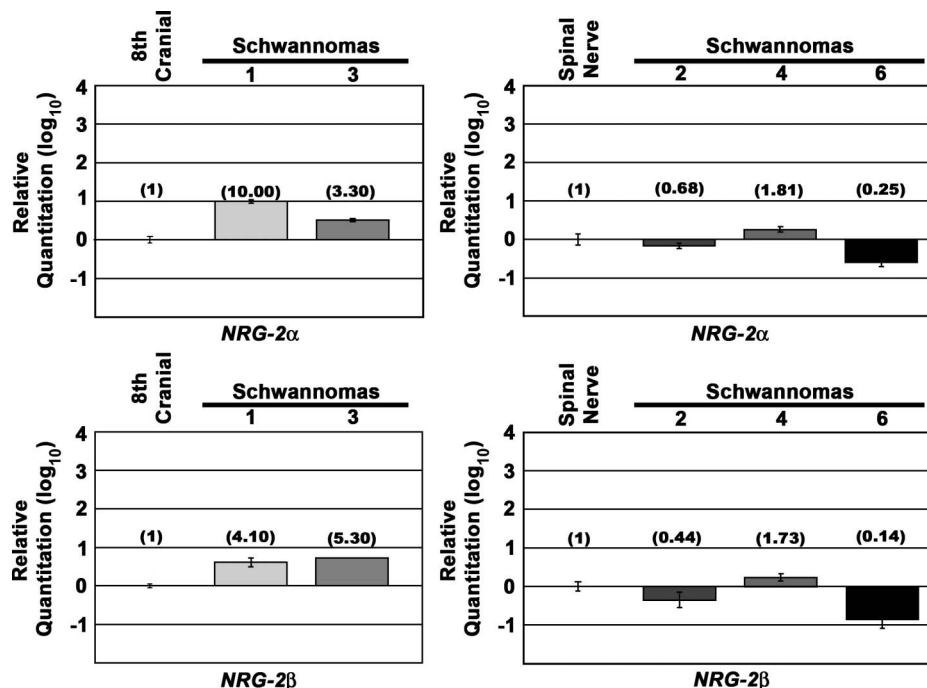 8th
Cranial
Schwannomas
1 3
Relative
Quantitation (log10)
4
3
2
1
0
-1
(1) (10.00) (3.30)
NRG-2α
Spinal
Nerve
Schwannomas
2 4 6
Relative
Quantitation (log10)
4
3
2
1
0
-1
(1) (0.68) (1.81) (0.25)
NRG-2α
8th
Cranial
Schwannomas
1 3
Relative
Quantitation (log10)
4
3
2
1
0
-1
(1) (4.10) (5.30)
NRG-2β
Spinal
Nerve
Schwannomas
2 4 6
Relative
Quantitation (log10)
4
3
2
1
0
-1
(1) (0.44) (1.73) (0.14)
NRG-2β